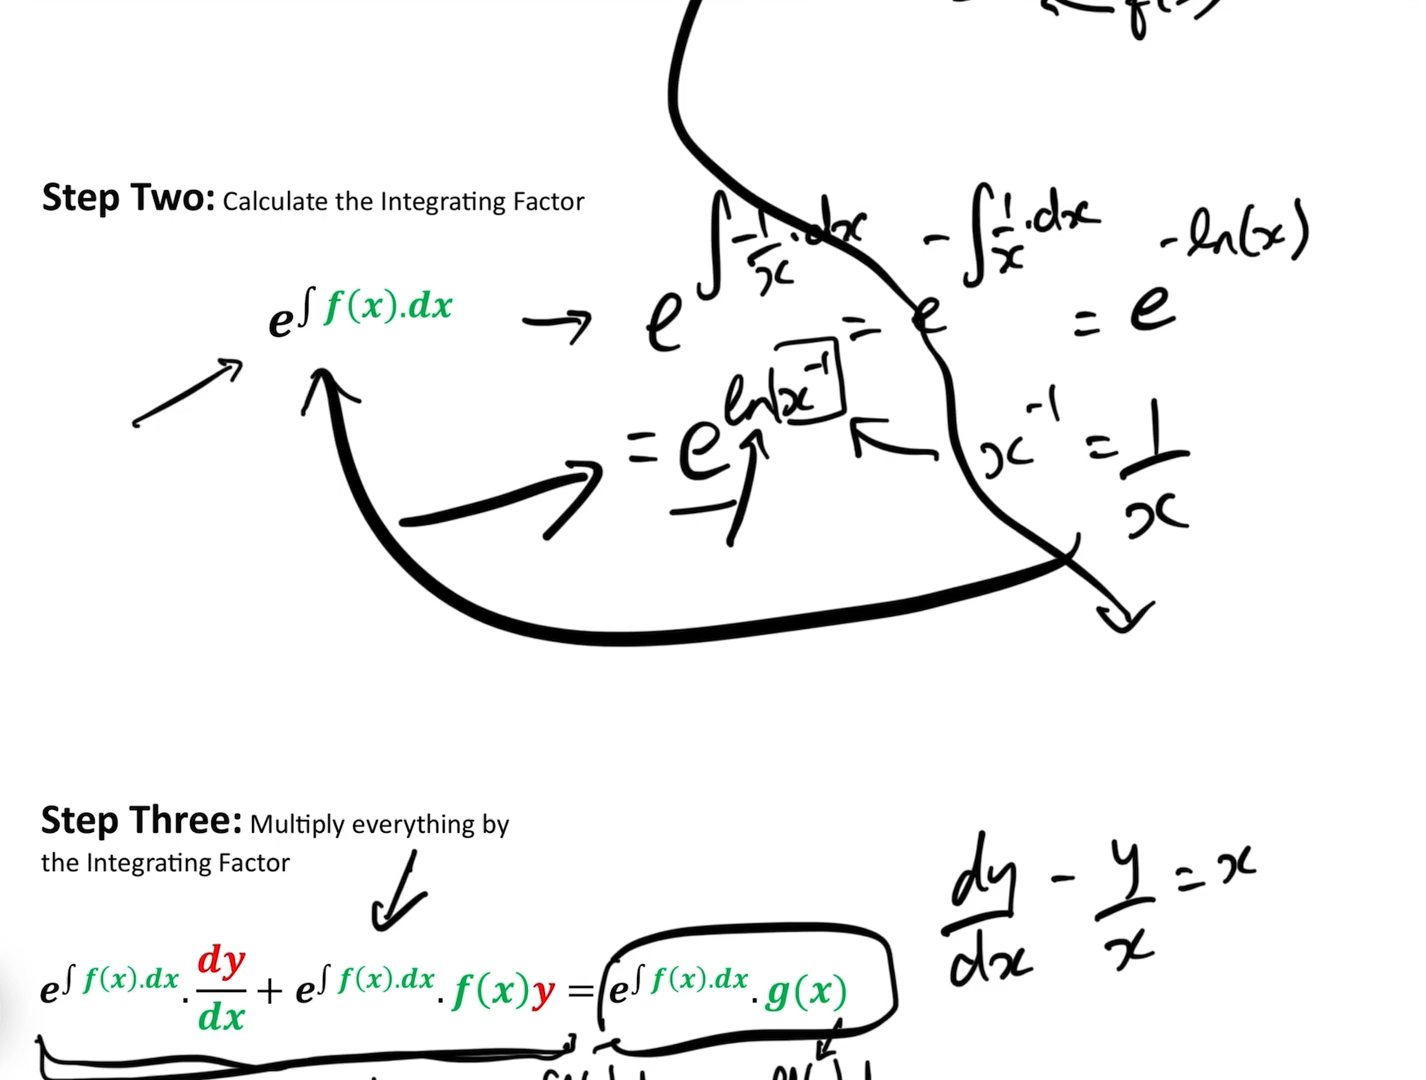 f(x)
Step Two: Calculate the Integrating Factor
e^{∫ f(x).dx} → e^{∫ -1/x .dx} = e^{-∫ 1/x .dx} = e^{-ln(x)}
= e^{ln|x^{-1}|} x^{-1} = 1/x
Step Three: Multiply everything by
the Integrating Factor
dy/dx - y/x = x
e^{∫ f(x).dx} . dy/dx + e^{∫ f(x).dx} . f(x)y = e^{∫ f(x).dx} . g(x)